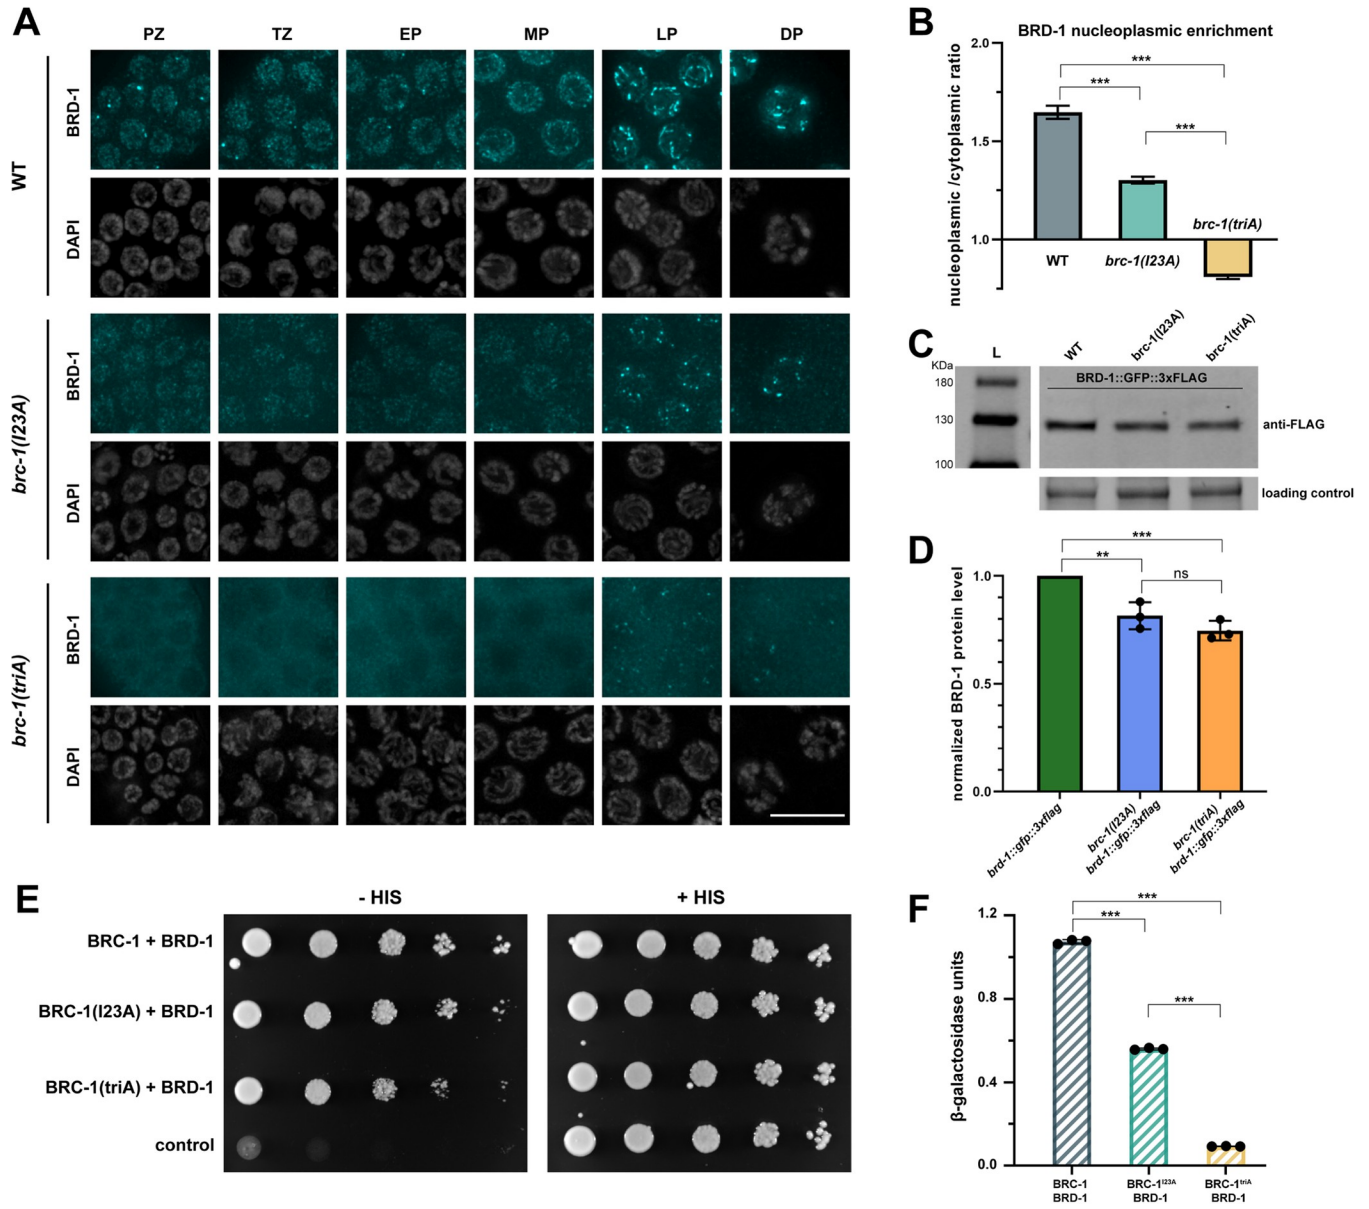 A
PZ TZ EP MP LP DP
WT
BRD-1
DAPI
brc-1(I23A)
BRD-1
DAPI
brc-1(triA)
BRD-1
DAPI
B
BRD-1 nucleoplasmic enrichment
nucleoplasmic /cytoplasmic ratio
2.0
1.5
1.0
***
***
***
WT
brc-1(I23A)
brc-1(triA)
C
KDa
L
WT
brc-1(I23A)
brc-1(triA)
180
130
100
BRD-1::GFP::3xFLAG
anti-FLAG
loading control
D
normalized BRD-1 protein level
1.0
0.5
0.0
***
**
ns
brd-1::gfp::3xflag
brc-1(I23A)
brd-1::gfp::3xflag
brc-1(triA)
brd-1::gfp::3xflag
E
- HIS
+ HIS
BRC-1 + BRD-1
BRC-1(I23A) + BRD-1
BRC-1(triA) + BRD-1
control
F
β-galactosidase units
1.2
0.8
0.4
0.0
***
***
***
BRC-1
BRD-1
BRC-1I23A
BRD-1
BRC-1triA
BRD-1